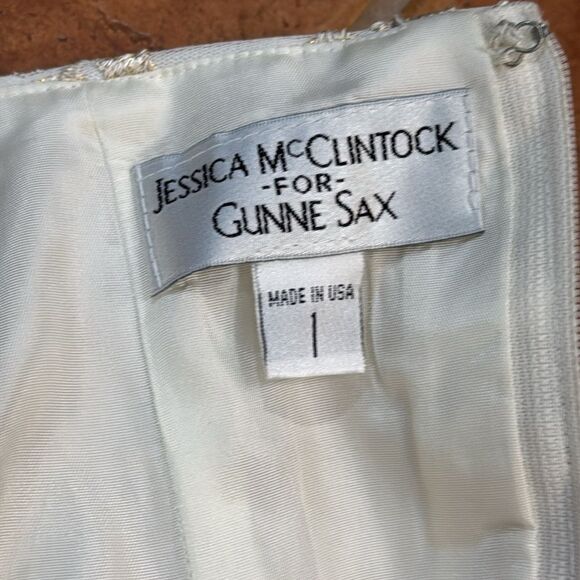 JESSICA McCLINTOCK
-FOR-
GUNNE SAX
MADE IN USA
1